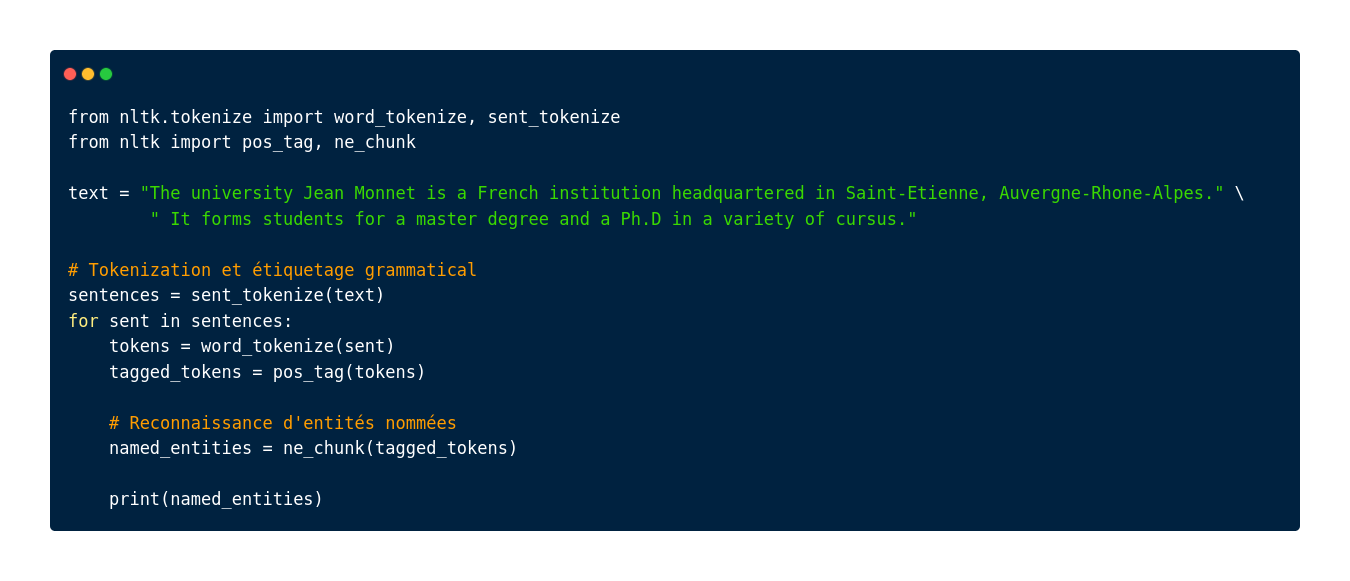 from nltk.tokenize import word_tokenize, sent_tokenize
from nltk import pos_tag, ne_chunk
text = "The university Jean Monnet is a French institution headquartered in Saint-Etienne, Auvergne-Rhone-Alpes." \
        " It forms students for a master degree and a Ph.D in a variety of cursus."
# Tokenization et étiquetage grammatical
sentences = sent_tokenize(text)
for sent in sentences:
    tokens = word_tokenize(sent)
    tagged_tokens = pos_tag(tokens)
    # Reconnaissance d'entités nommées
    named_entities = ne_chunk(tagged_tokens)
    print(named_entities)